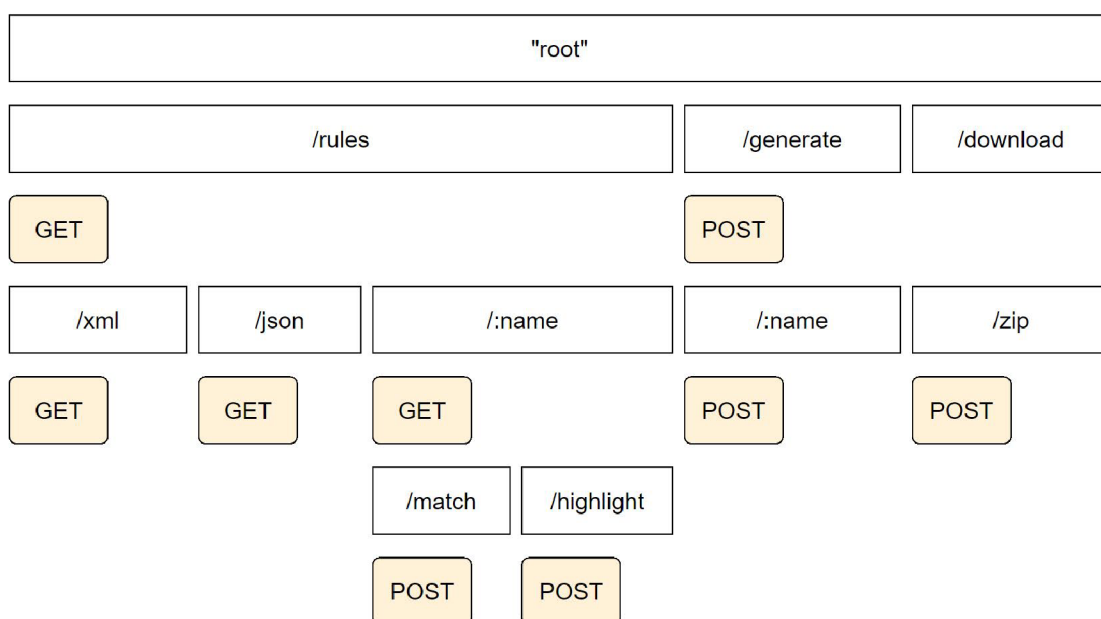 "root"
/rules /generate /download
GET POST
/xml /json /:name /:name /zip
GET GET GET POST POST
/match /highlight
POST POST